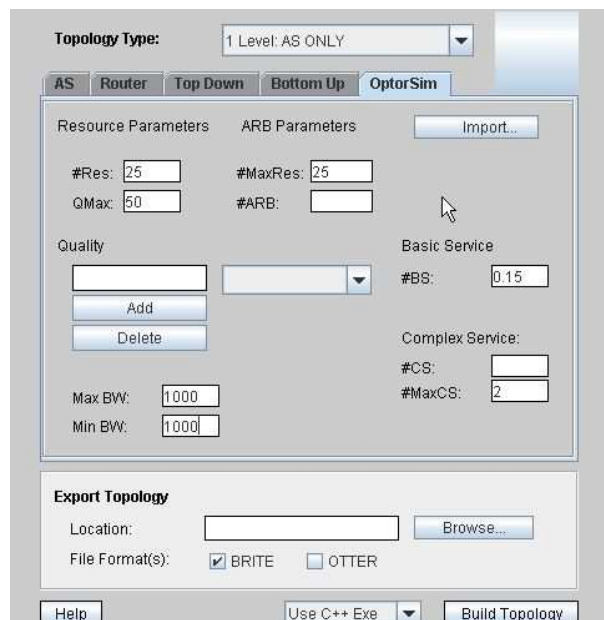 Topology Type: 1 Level: AS ONLY
AS Router Top Down Bottom Up OptorSim
Resource Parameters ARB Parameters Import...
#Res: 25 #MaxRes: 25
QMax: 50 #ARB:
Quality Basic Service
#BS: 0.15
Add
Delete Complex Service:
#CS:
Max BW: 1000 #MaxCS: 2
Min BW: 1000
Export Topology
Location: Browse...
File Format(s): BRITE OTTER
Help Use C++ Exe Build Topology